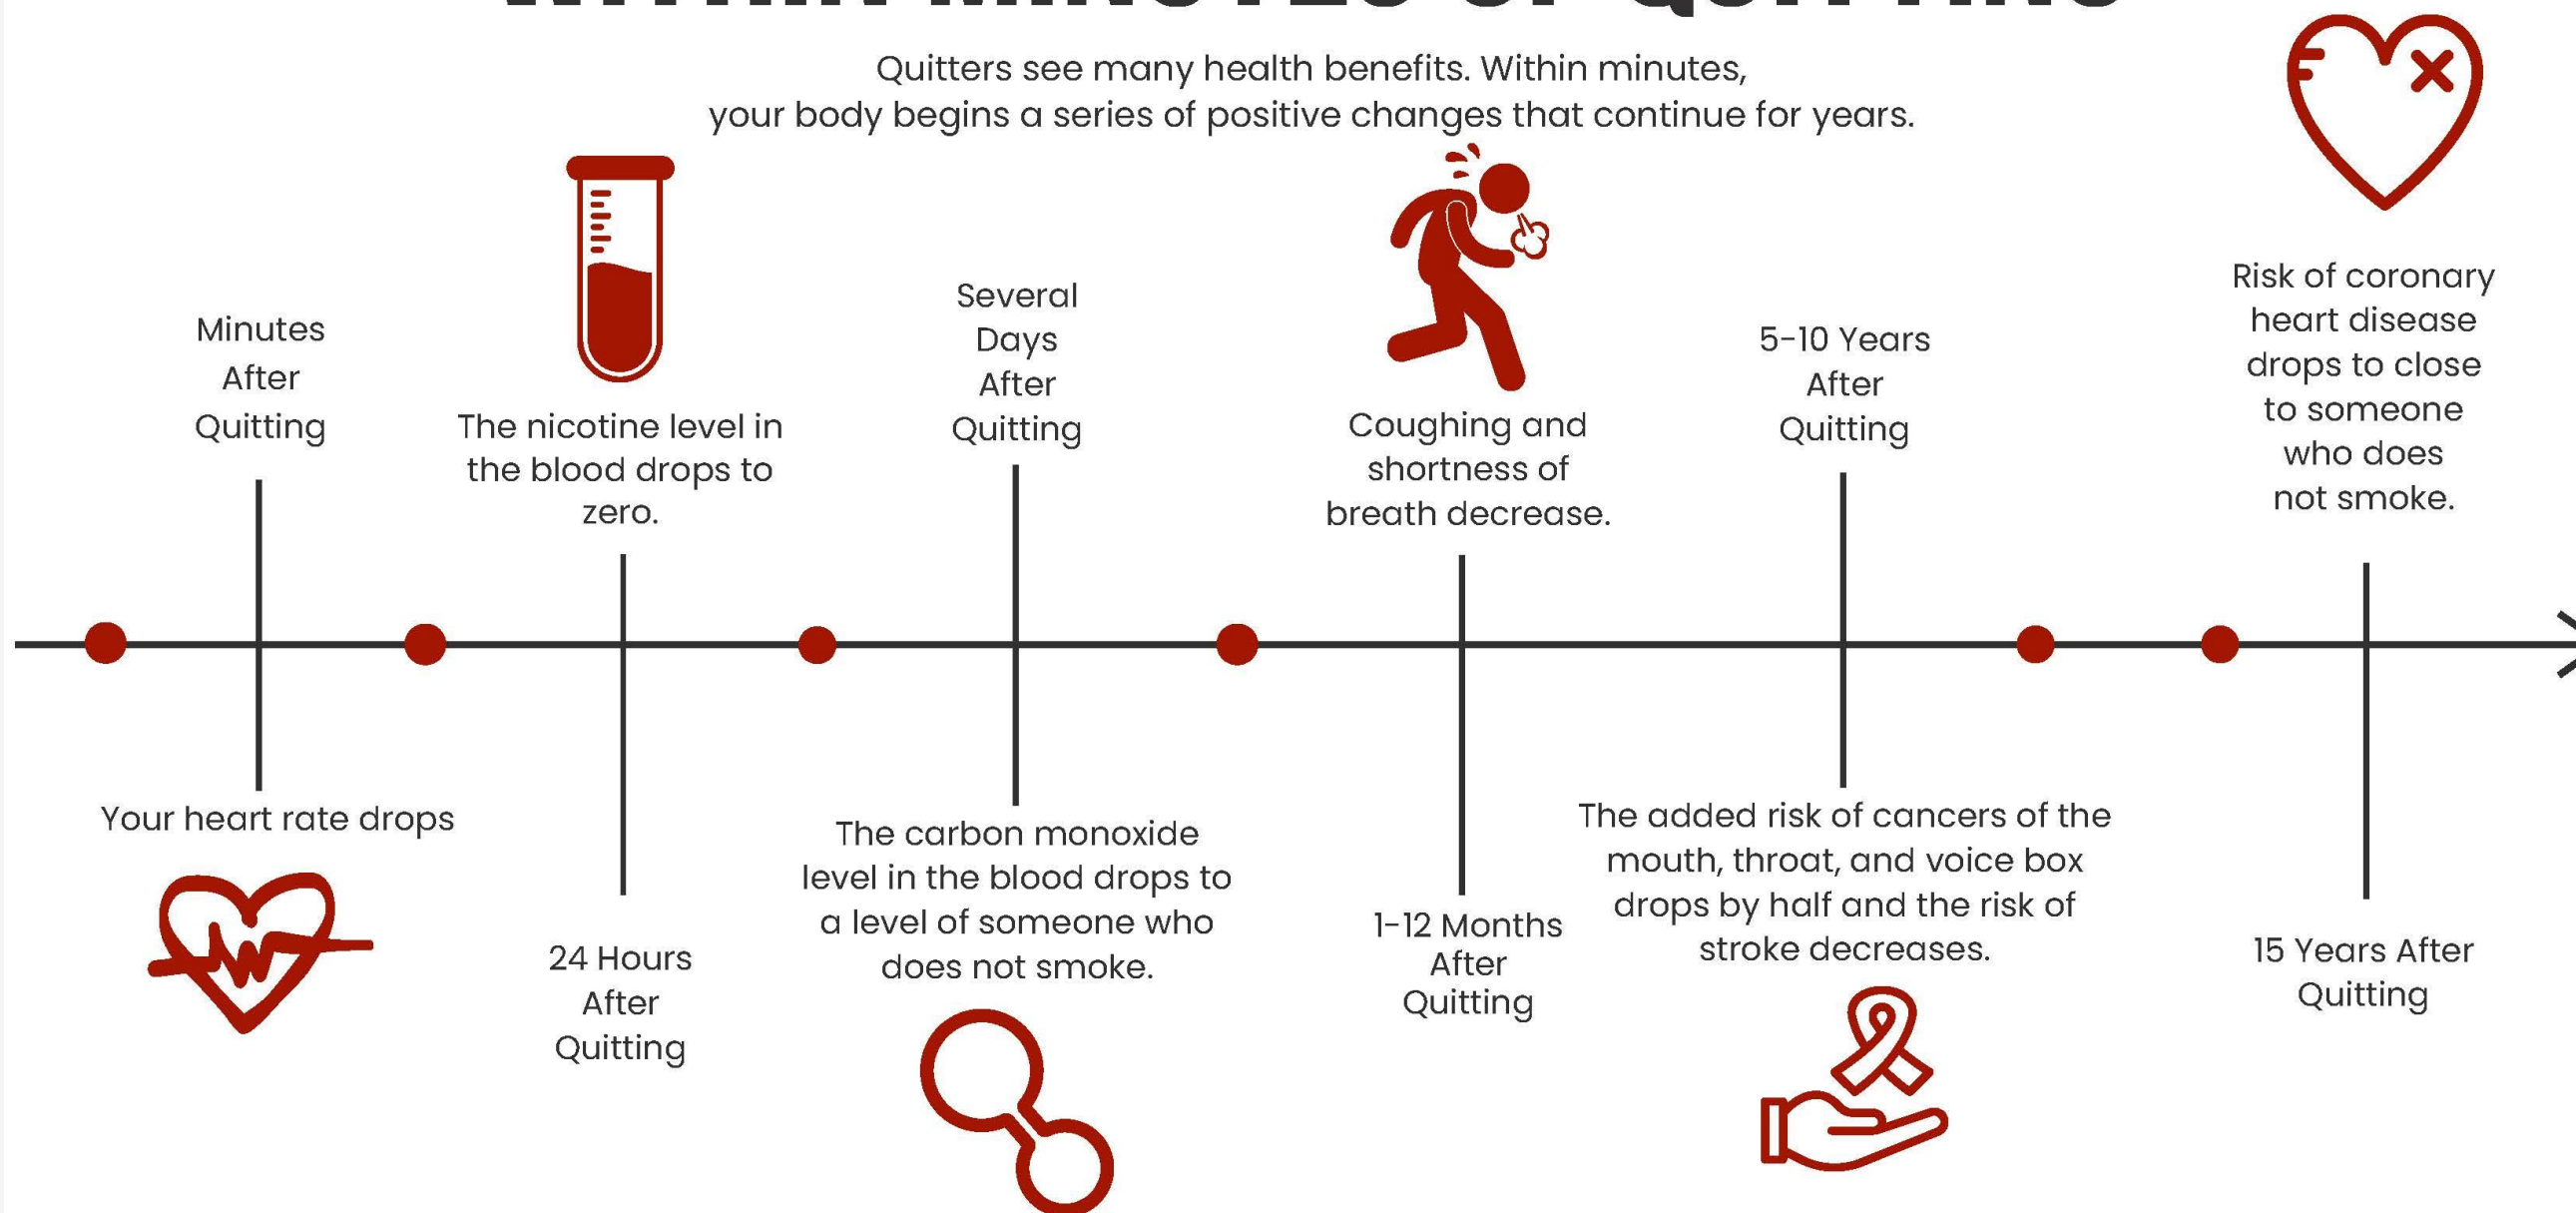 Quitters see many health benefits. Within minutes,
your body begins a series of positive changes that continue for years.
Minutes
After
Quitting
Your heart rate drops
The nicotine level in
the blood drops to
zero.
24 Hours
After
Quitting
Several
Days
After
Quitting
The carbon monoxide
level in the blood drops to
a level of someone who
does not smoke.
Coughing and
shortness of
breath decrease.
1-12 Months
After
Quitting
5-10 Years
After
Quitting
The added risk of cancers of the
mouth, throat, and voice box
drops by half and the risk of
stroke decreases.
Risk of coronary
heart disease
drops to close
to someone
who does
not smoke.
15 Years After
Quitting